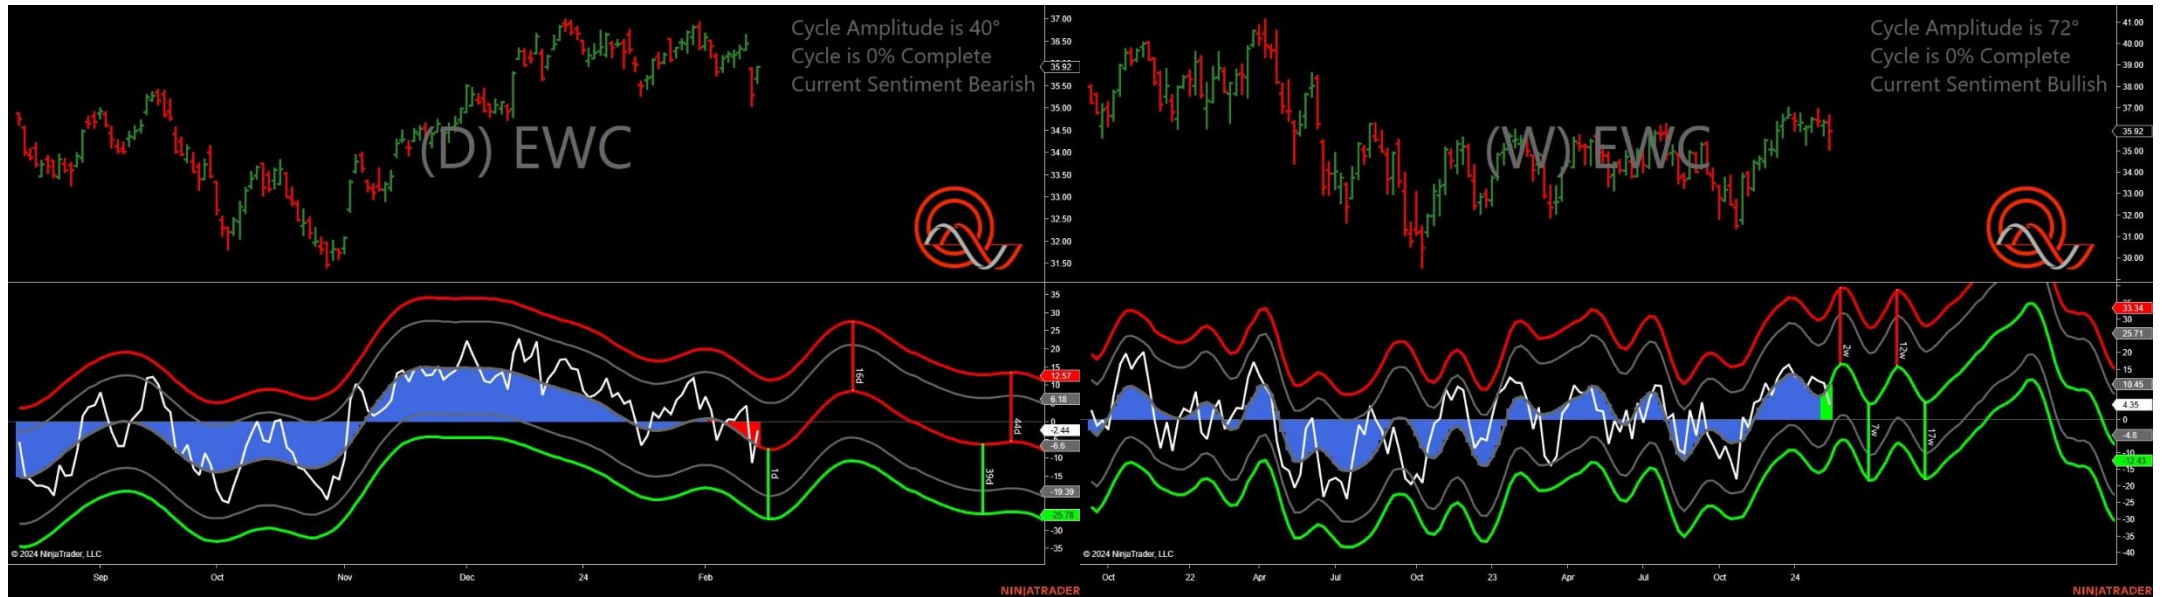 Cycle Amplitude is 40°
Cycle is 0% Complete
Current Sentiment Bearish
(D) EWC
37.00
36.50
35.92
35.50
35.00
34.50
34.00
33.50
33.00
32.50
32.00
31.50
35
30
25
20
15
12.57
10
6.18
0
-2.44
-6.6
-10
-15
-19.39
-25.78
-30
-35
16d
44d
1d
39d
© 2024 NinjaTrader, LLC
Sep
Oct
Nov
Dec
24
Feb
NINJATRADER
Cycle Amplitude is 72°
Cycle is 0% Complete
Current Sentiment Bullish
(W) EWC
41.00
40.00
39.00
38.00
37.00
35.92
35.00
34.00
33.00
32.00
31.00
30.00
33.34
30
25.71
20
15
10.45
4.35
0
-4.8
-12.43
-15
-20
-25
-30
-35
-40
2w
12w
7w
17w
© 2024 NinjaTrader, LLC
Oct
22
Apr
Jul
Oct
23
Apr
Jul
Oct
24
NINJATRADER